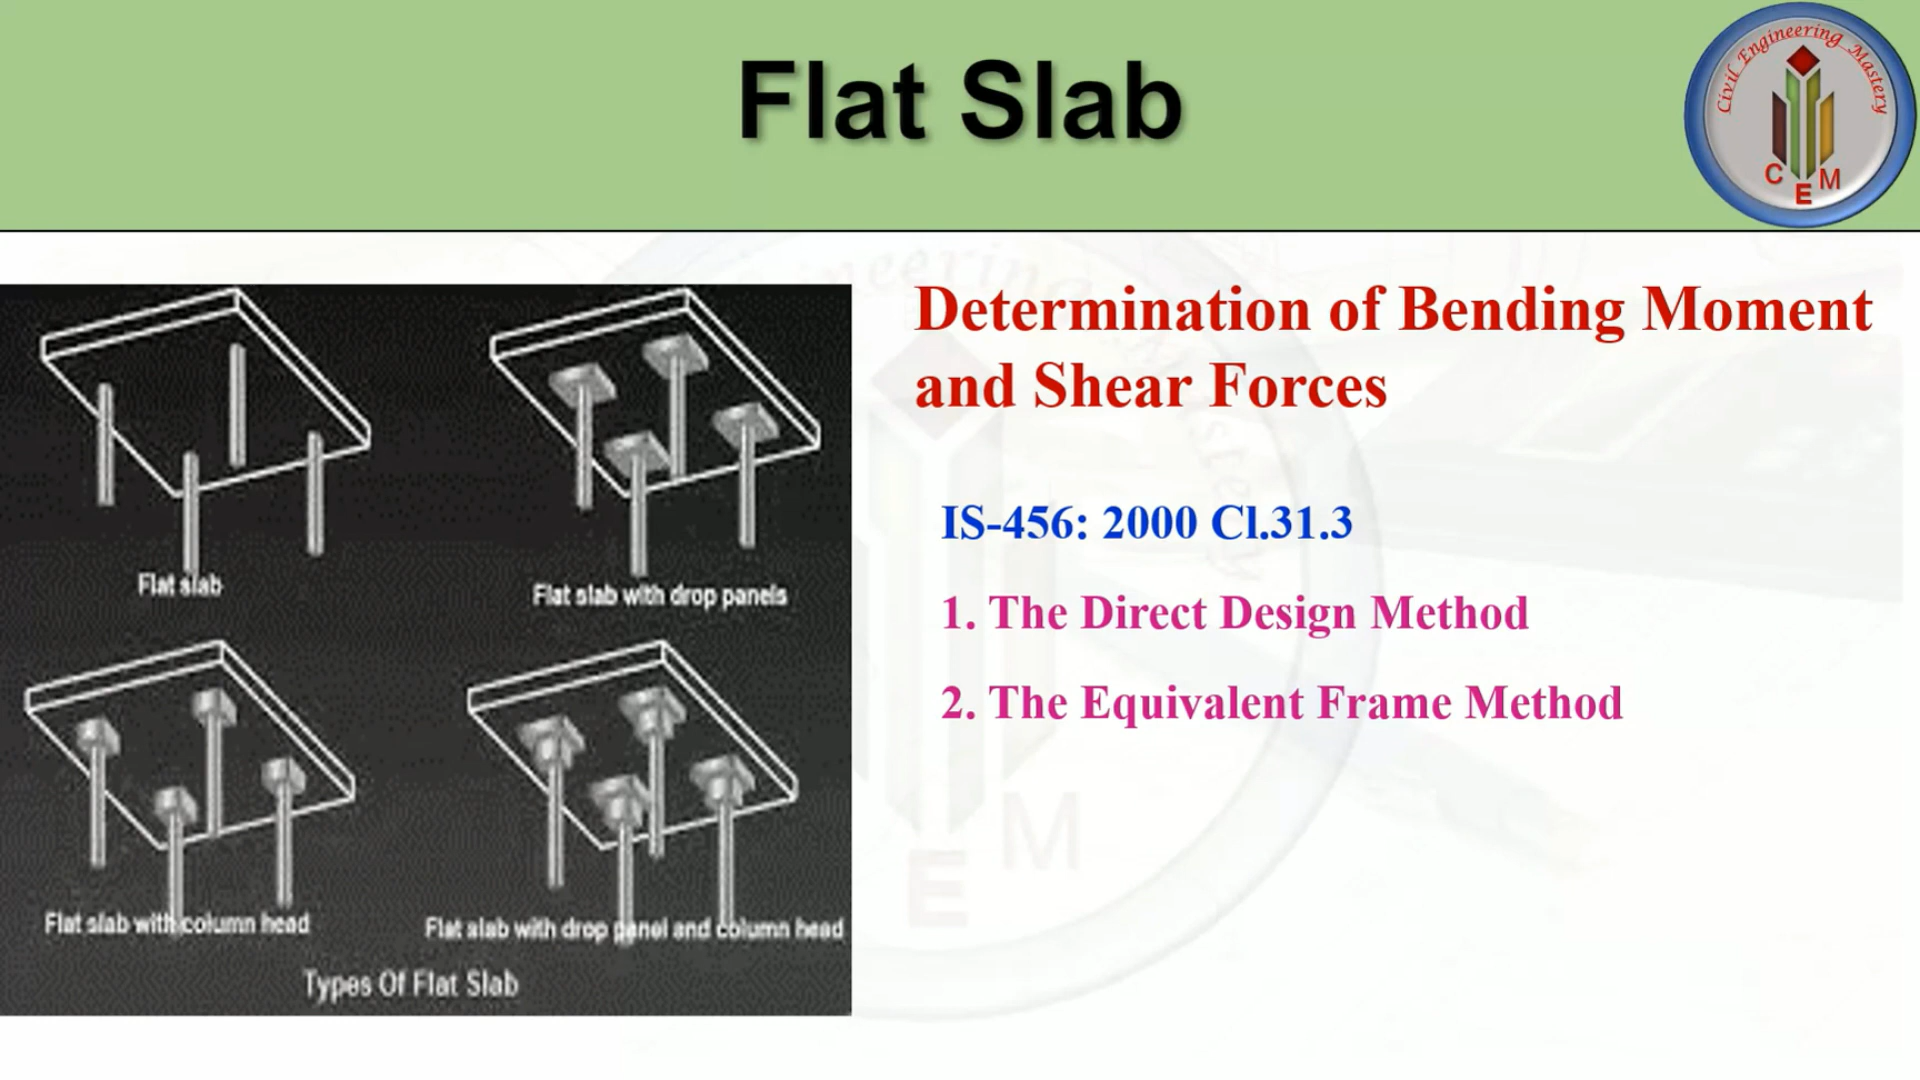 Flat Slab
Civil Engineering Mastery
C E M
Determination of Bending Moment
and Shear Forces
IS-456: 2000 Cl.31.3
1. The Direct Design Method
2. The Equivalent Frame Method
Flat slab
Flat slab with drop panels
Flat slab with column head
Flat slab with drop panel and column head
Types Of Flat Slab